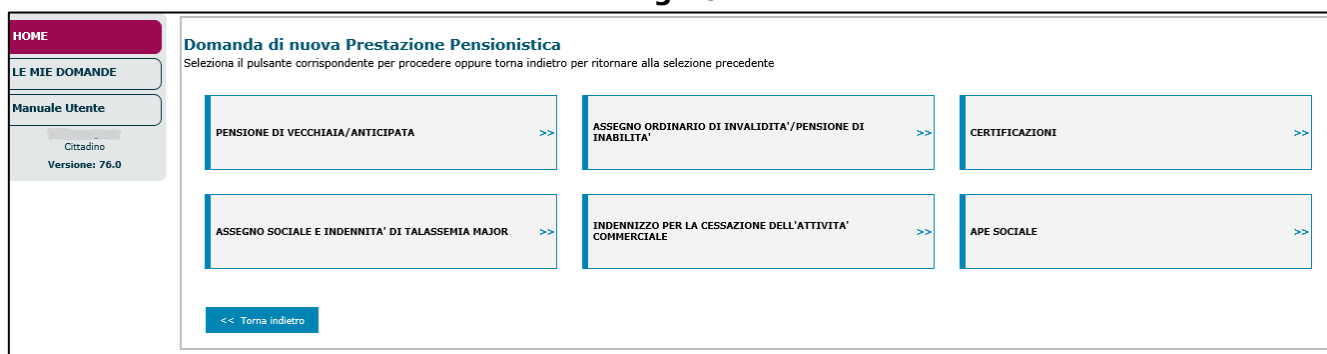 HOME
LE MIE DOMANDE
Manuale Utente
Cittadino
Versione: 76.0
Domanda di nuova Prestazione Pensionistica
Seleziona il pulsante corrispondente per procedere oppure torna indietro per ritornare alla selezione precedente
PENSIONE DI VECCHIAIA/ANTICIPATA >>
ASSEGNO ORDINARIO DI INVALIDITA'/PENSIONE DI
INABILITA' >>
CERTIFICAZIONI >>
ASSEGNO SOCIALE E INDENNITA' DI TALASSEMIA MAJOR >>
INDENNIZZO PER LA CESSAZIONE DELL'ATTIVITA'
COMMERCIALE >>
APE SOCIALE >>
<< Torna indietro